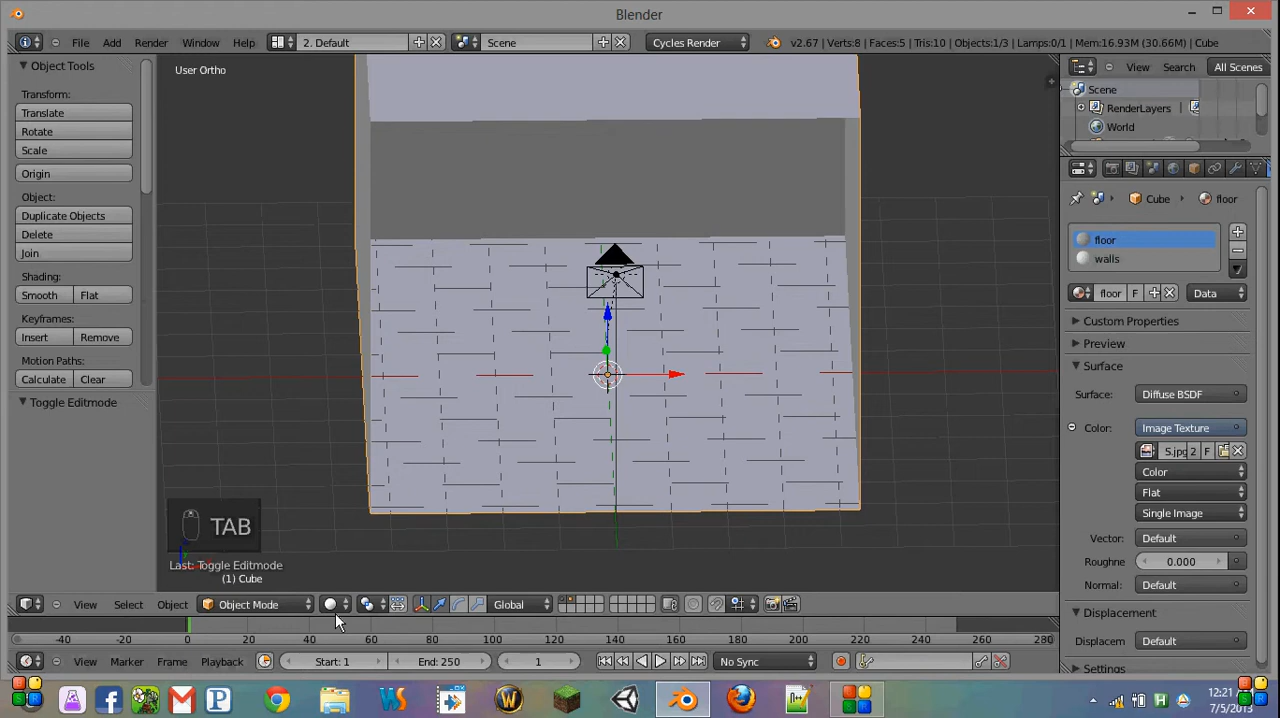 Blender
File Add Render Window Help 2. Default Scene Cycles Render v2.67 | Verts:8 | Faces:5 | Tris:10 | Objects:1/3 | Lamps:0/1 | Mem:16.93M (30.66M) | Cube
Object Tools
Transform:
Translate
Rotate
Scale
Origin
Object:
Duplicate Objects
Delete
Join
Shading:
Smooth Flat
Keyframes:
Insert Remove
Motion Paths:
Calculate Clear
Toggle Editmode
User Ortho
TAB
Last: Toggle Editmode
(1) Cube
View Search All Scenes
Scene
RenderLayers
World
Cube floor
floor
walls
floor F Data
Custom Properties
Preview
Surface
Surface: Diffuse BSDF
Color: Image Texture
S.jpg 2 F
Color
Flat
Single Image
Vector: Default
Roughne 0.000
Normal: Default
Displacement
Displacem Default
Settings
View Select Object Object Mode Global
-40 -20 0 20 40 60 80 100 120 140 160 180 200 220 240 260 280
View Marker Frame Playback Start: 1 End: 250 1 No Sync
12:21
7/5/2013